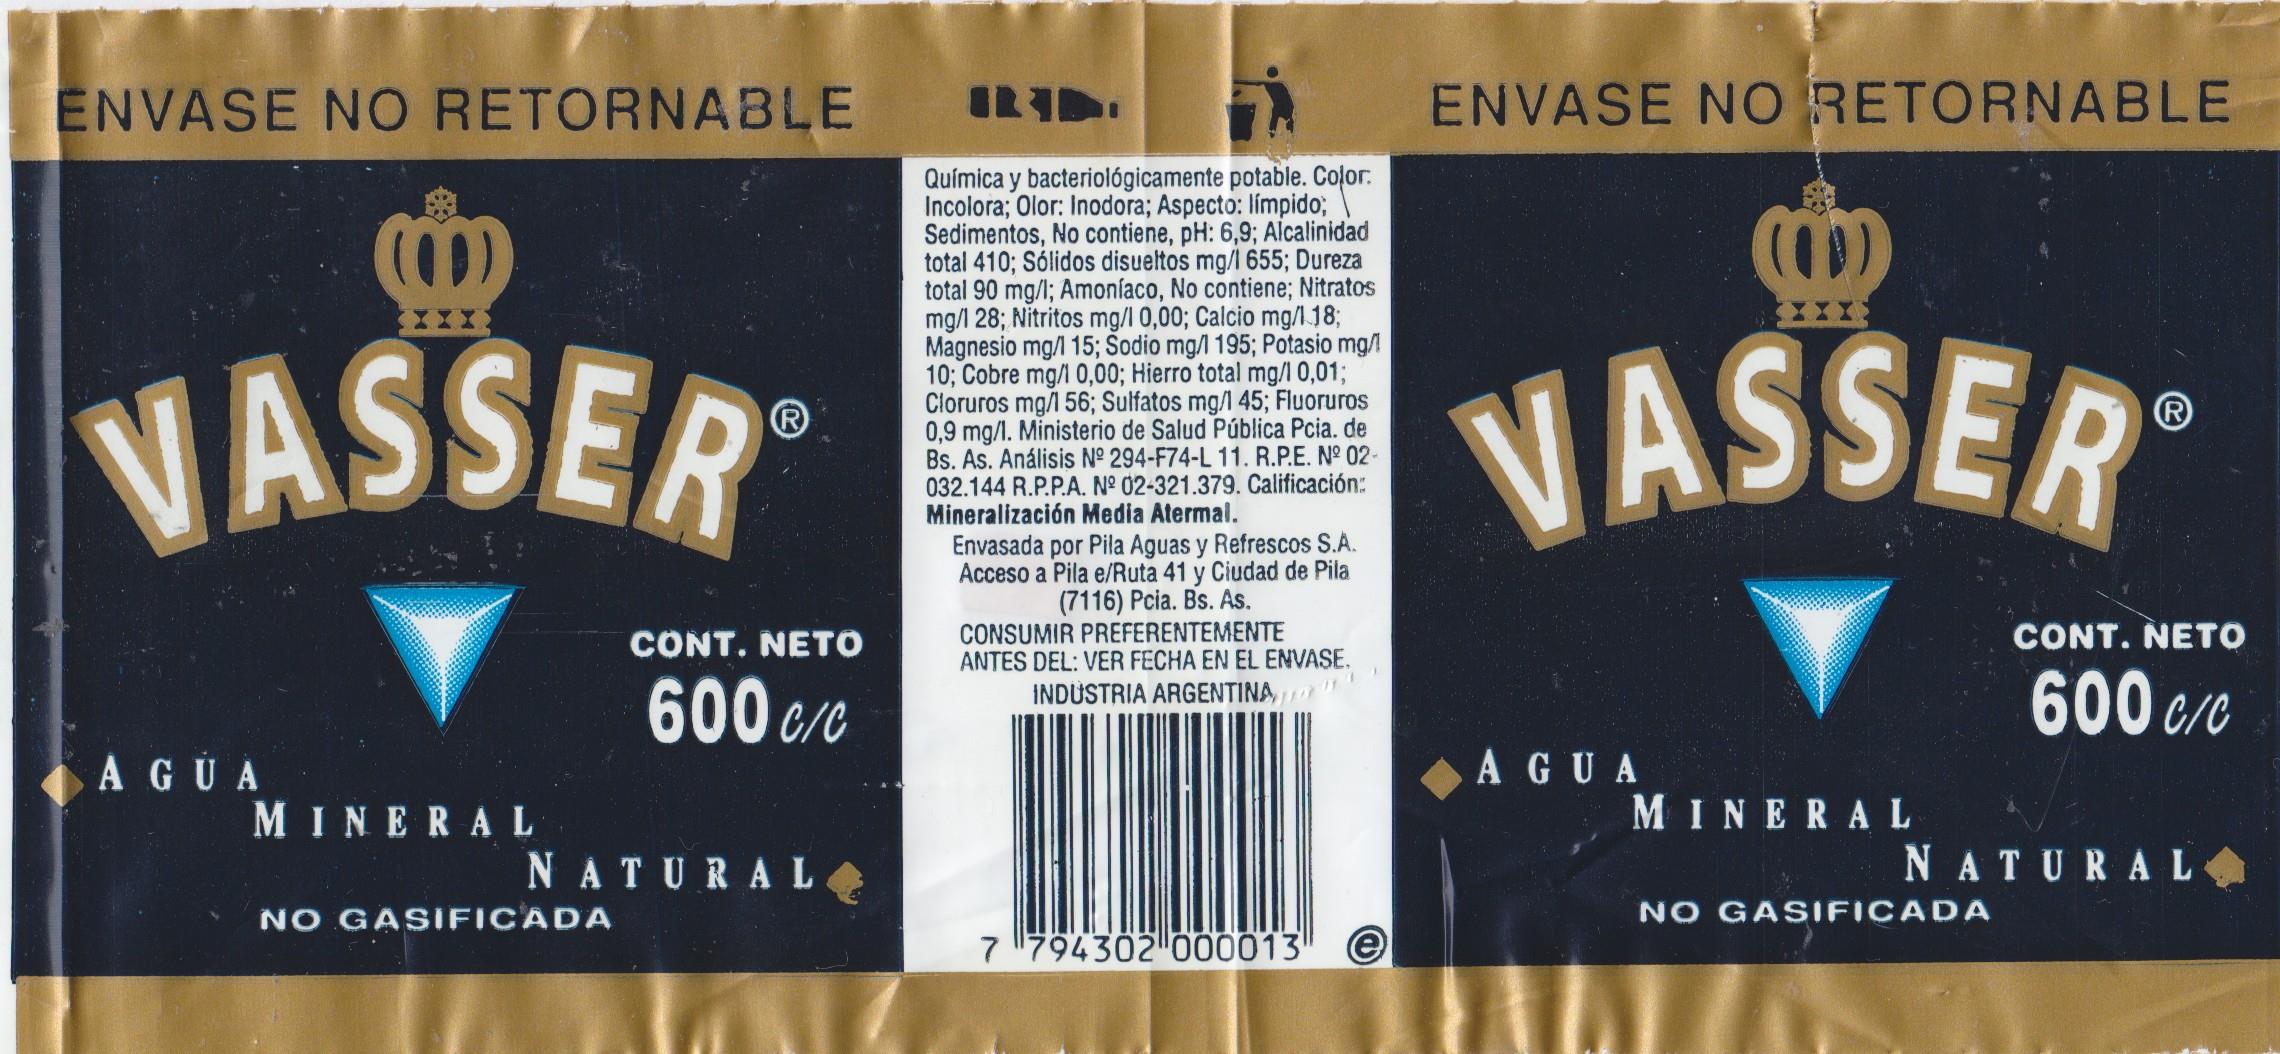 ENVASE NO RETORNABLE
VASSER®
CONT. NETO
600 c/c
AGUA
MINERAL
NATURAL
NO GASIFICADA
Química y bacteriológicamente potable. Color:
Incolora; Olor: Inodora; Aspecto: límpido;
Sedimentos, No contiene, pH: 6,9; Alcalinidad
total 410; Sólidos disueltos mg/l 655; Dureza
total 90 mg/l; Amoníaco, No contiene; Nitratos
mg/l 28; Nitritos mg/l 0,00; Calcio mg/l 18;
Magnesio mg/l 15; Sodio mg/l 195; Potasio mg/l
10; Cobre mg/l 0,00; Hierro total mg/l 0,01;
Cloruros mg/l 56; Sulfatos mg/l 45; Fluoruros
0,9 mg/l. Ministerio de Salud Pública Pcia. de
Bs. As. Análisis Nº 294-F74-L 11. R.P.E. Nº 02-
032.144 R.P.P.A. Nº 02-321.379. Calificación:
Mineralización Media Atermal.
Envasada por Pila Aguas y Refrescos S.A.
Acceso a Pila e/Ruta 41 y Ciudad de Pila
(7116) Pcia. Bs. As.
CONSUMIR PREFERENTEMENTE
ANTES DEL: VER FECHA EN EL ENVASE.
INDUSTRIA ARGENTINA
7 794302 000013 e
ENVASE NO RETORNABLE
VASSER®
CONT. NETO
600 c/c
AGUA
MINERAL
NATURAL
NO GASIFICADA